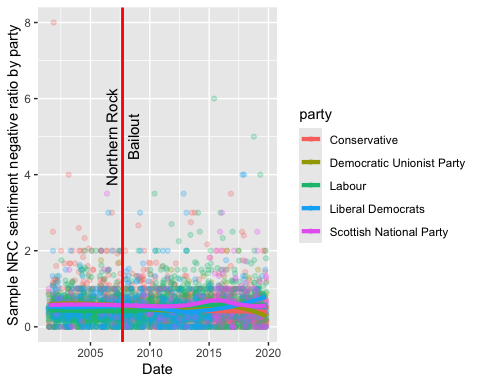 Sample NRC sentiment negative ratio by party
8
6
4
2
0
Northern Rock
Bailout
2005
2010
2015
2020
Date
party
Conservative
Democratic Unionist Party
Labour
Liberal Democrats
Scottish National Party